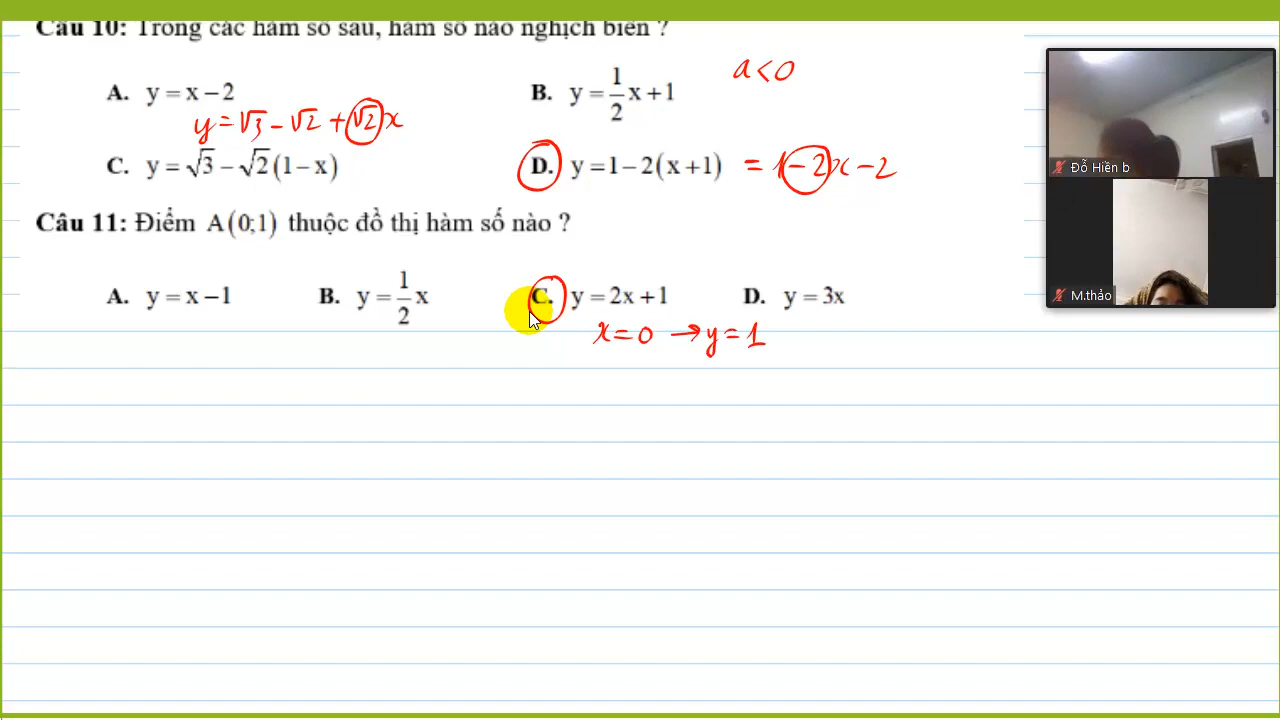 Câu 10: Trong các hàm số sau, hàm số nào nghịch biến ?
a < 0
A. y = x − 2
B. y = 1/2 x + 1
y = √3 − √2 + √2 x
C. y = √3 − √2(1 − x)
D. y = 1 − 2(x + 1) = 1 − 2x − 2
Đỗ Hiền b
Câu 11: Điểm A(0;1) thuộc đồ thị hàm số nào ?
A. y = x − 1
B. y = 1/2 x
C. y = 2x + 1
D. y = 3x
M.thảo
x = 0 → y = 1